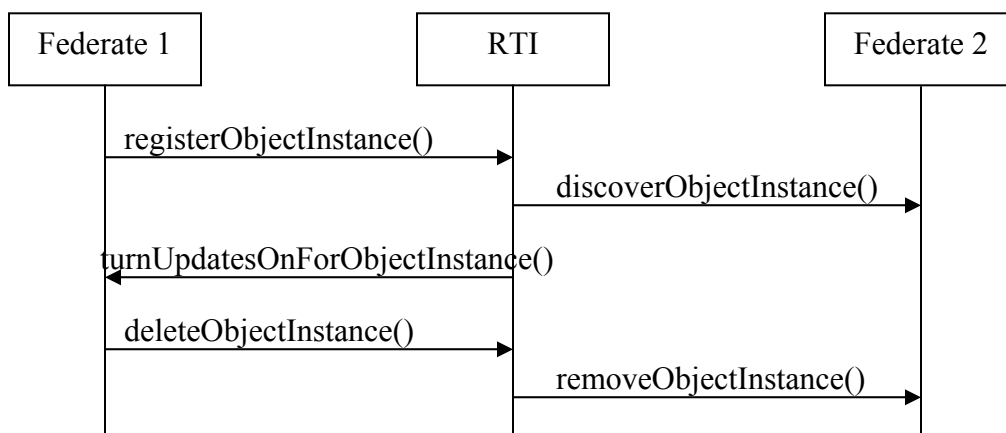 Federate 1
RTI
Federate 2
registerObjectInstance()
discoverObjectInstance()
turnUpdatesOnForObjectInstance()
deleteObjectInstance()
removeObjectInstance()